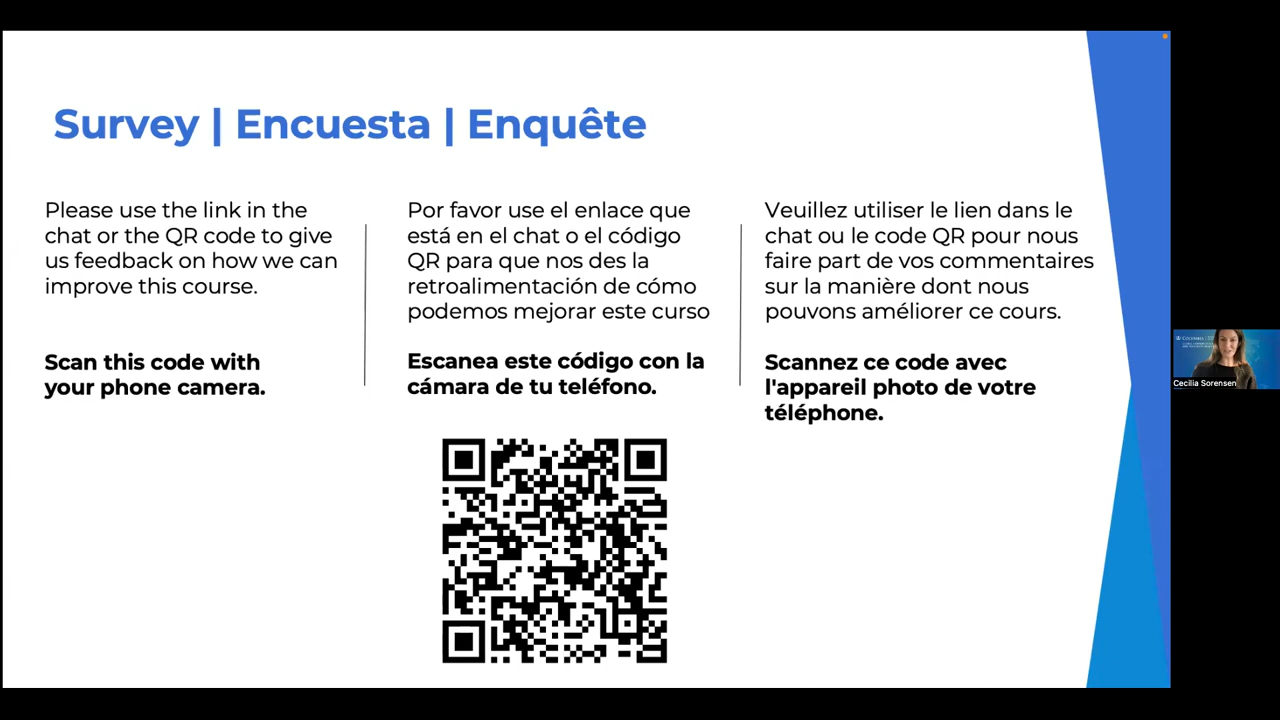 Survey | Encuesta | Enquête
Please use the link in the
chat or the QR code to give
us feedback on how we can
improve this course.
Scan this code with
your phone camera.
Por favor use el enlace que
está en el chat o el código
QR para que nos des la
retroalimentación de cómo
podemos mejorar este curso
Escanea este código con la
cámara de tu teléfono.
Veuillez utiliser le lien dans le
chat ou le code QR pour nous
faire part de vos commentaires
sur la manière dont nous
pouvons améliorer ce cours.
Scannez ce code avec
l'appareil photo de votre
téléphone.
Cecilia Sorensen